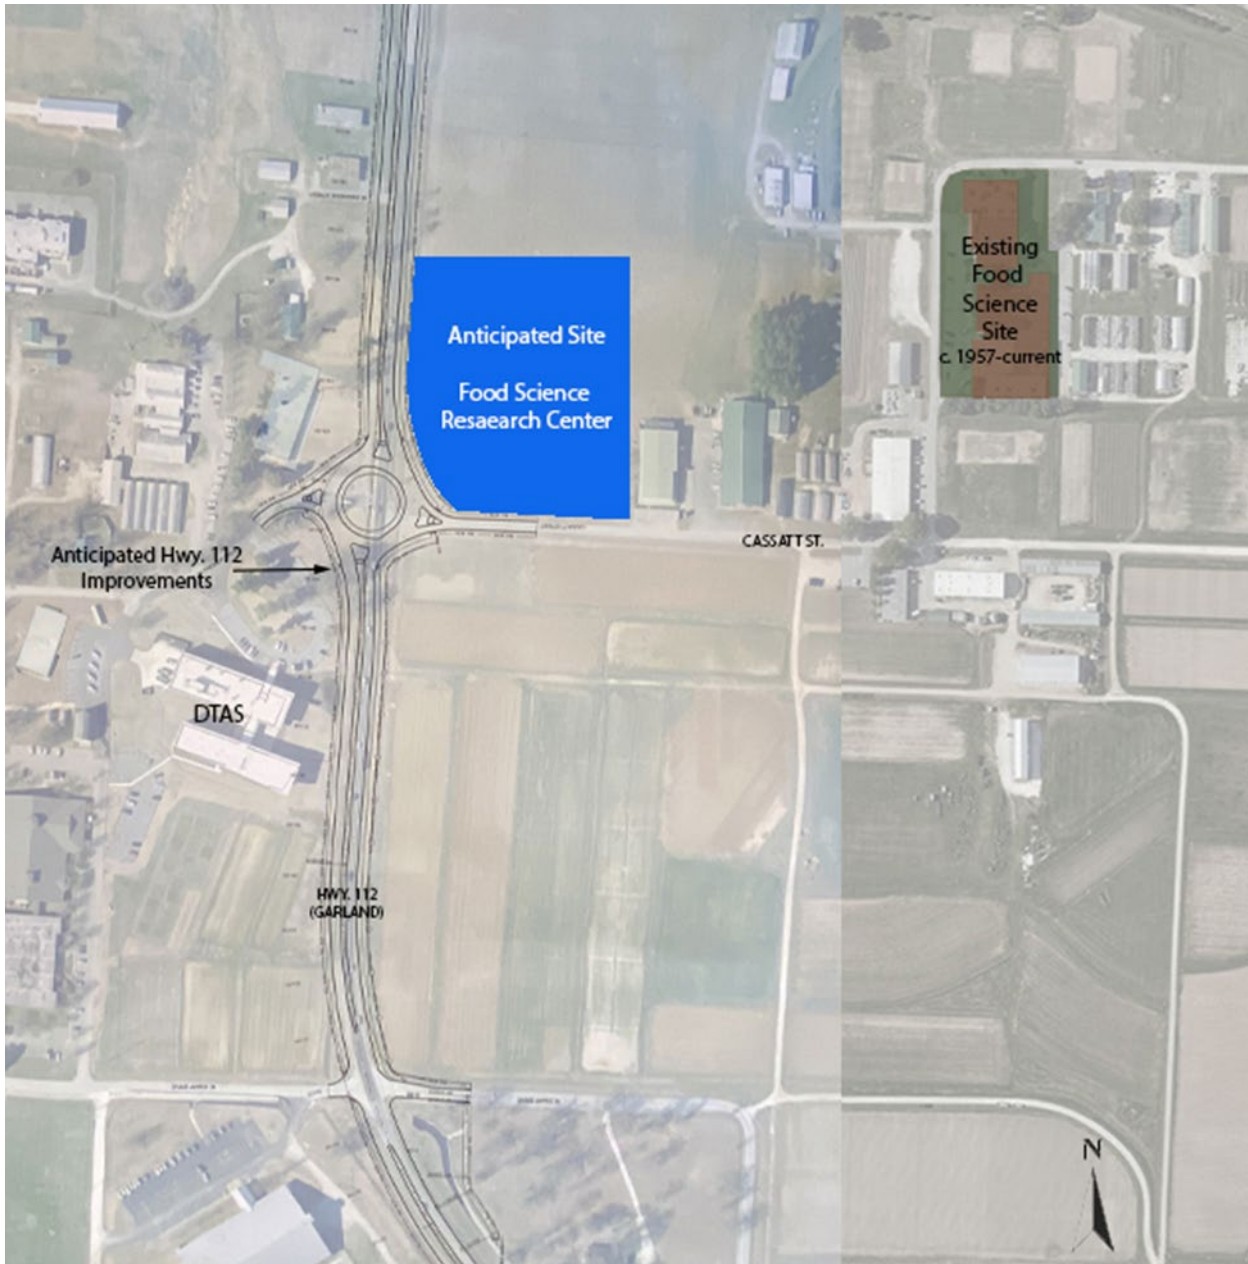 Anticipated Site
Food Science
Resaearch Center
Existing
Food
Science
Site
c. 1957-current
Anticipated Hwy. 112
Improvements
CASSATT ST.
DTAS
HWY. 112
(GARLAND)
N